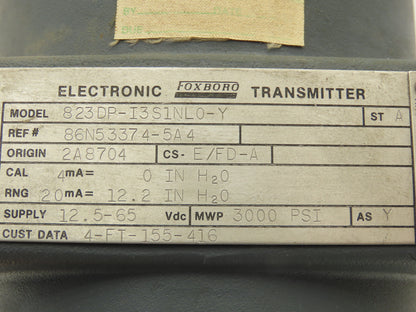 ELECTRONIC FOXBORO TRANSMITTER
MODEL 823DP-I3S1NLO-Y ST A
REF# 86N53374-5A4
ORIGIN 2A8704 CS- E/FD-A
CAL 4mA= 0 IN H2O
RNG 20mA= 12.2 IN H2O
SUPPLY 12.5-65 Vdc MWP 3000 PSI AS Y
CUST DATA 4-FT-155-416